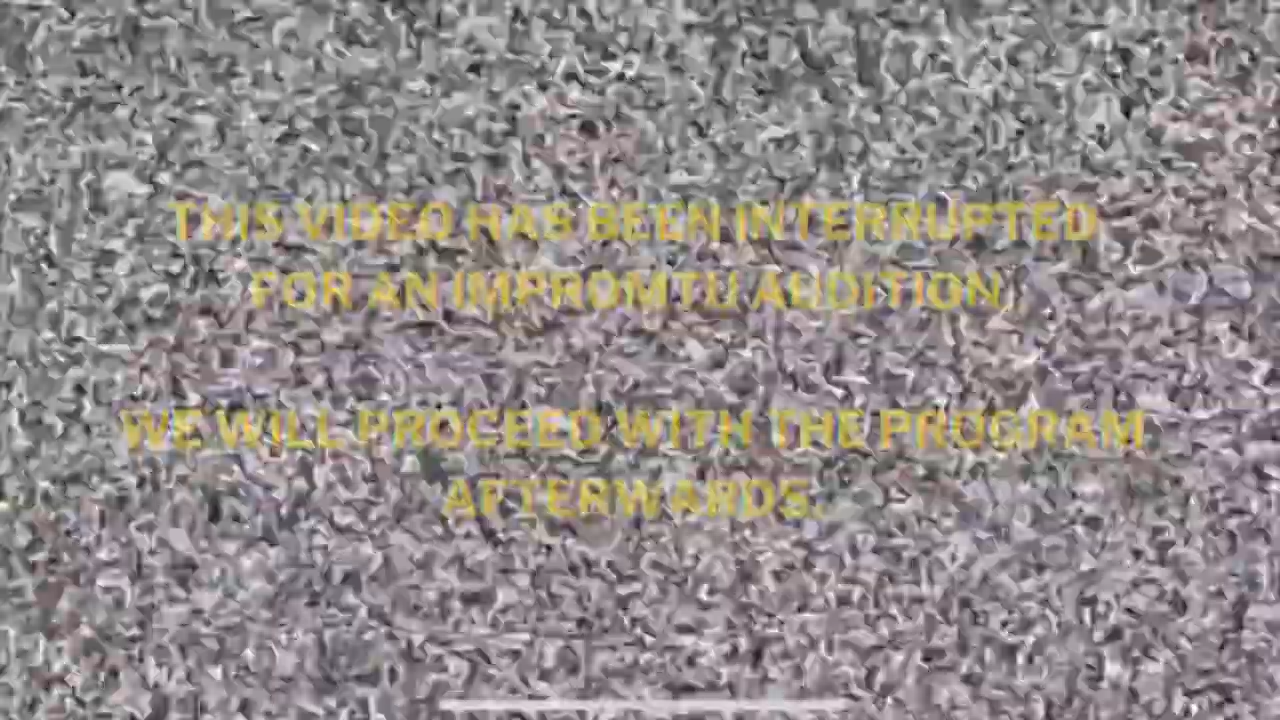 THIS VIDEO HAS BEEN INTERRUPTED
FOR AN IMPROMTU AUDITION,
WE WILL PROCEED WITH THE PROGRAM
AFTERWARDS.